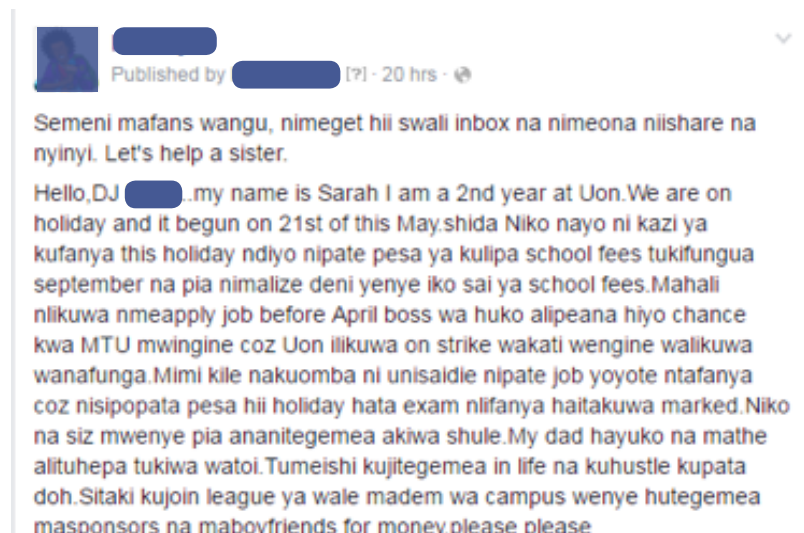 Published by [?] · 20 hrs ·
Semeni mafans wangu, nimeget hii swali inbox na nimeona niishare na
nyinyi. Let's help a sister.
Hello,DJ ..my name is Sarah I am a 2nd year at Uon.We are on
holiday and it begun on 21st of this May.shida Niko nayo ni kazi ya
kufanya this holiday ndiyo nipate pesa ya kulipa school fees tukifungua
september na pia nimalize deni yenye iko sai ya school fees.Mahali
nlikuwa nmeapply job before April boss wa huko alipeana hiyo chance
kwa MTU mwingine coz Uon ilikuwa on strike wakati wengine walikuwa
wanafunga.Mimi kile nakuomba ni unisaidie nipate job yoyote ntafanya
coz nisipopata pesa hii holiday hata exam nlifanya haitakuwa marked.Niko
na siz mwenye pia ananitegemea akiwa shule.My dad hayuko na mathe
alituhepa tukiwa watoi.Tumeishi kujitegemea in life na kuhustle kupata
doh.Sitaki kujoin league ya wale madem wa campus wenye hutegemea
masponsors na maboyfriends for money.please please